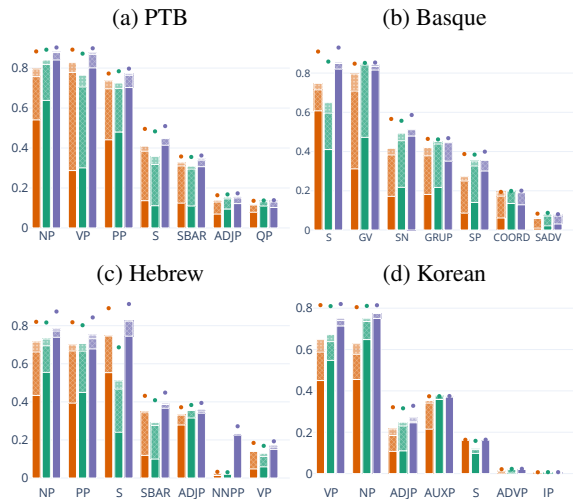 (a) PTB
(b) Basque
0.8
0.6
0.4
0.2
0
NP VP PP S SBAR ADJP QP
0.8
0.6
0.4
0.2
0
S GV SN GRUP SP COORD SADV
(c) Hebrew
(d) Korean
0.8
0.6
0.4
0.2
0
NP PP S SBAR ADJP NNPP VP
0.8
0.6
0.4
0.2
0
VP NP ADJP AUXP S ADVP IP